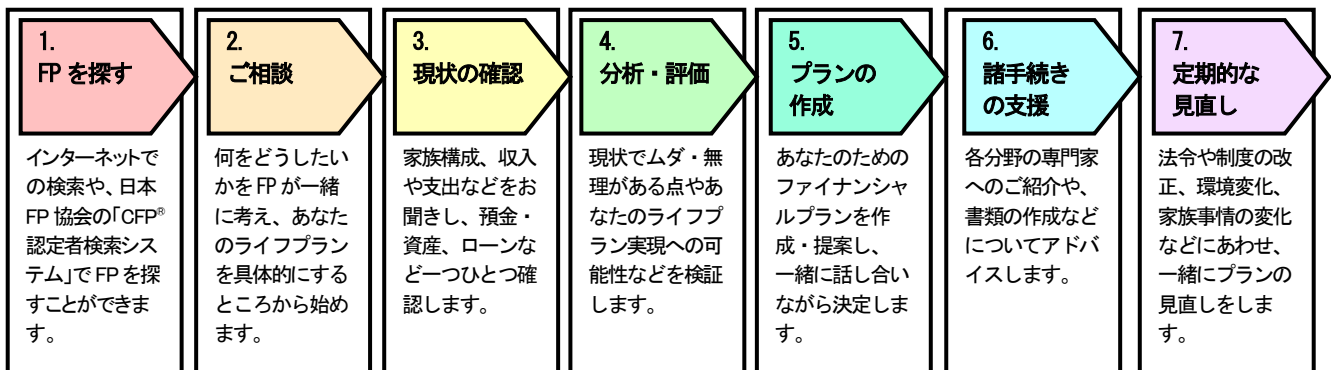 1.
FPを探す
インターネットで
の検索や、日本
FP協会の「CFP®
認定者検索シス
テム」でFPを探
すことができま
す。
2.
ご相談
何をどうしたい
かをFPが一緒
に考え、あなた
のライフプラン
を具体的にする
ところから始め
ます。
3.
現状の確認
家族構成、収入
や支出などをお
聞きし、預金・
資産、ローンな
ど一つひとつ確
認します。
4.
分析・評価
現状でムダ・無
理がある点やあ
なたのライフプ
ラン実現への可
能性などを検証
します。
5.
プランの
作成
あなたのための
ファイナンシャ
ルプランを作
成・提案し、
一緒に話し合い
ながら決定しま
す。
6.
諸手続き
の支援
各分野の専門家
へのご紹介や、
書類の作成など
についてアドバ
イスします。
7.
定期的な
見直し
法令や制度の改
正、環境変化、
家族事情の変化
などにあわせ、
一緒にプランの
見直しをしま
す。